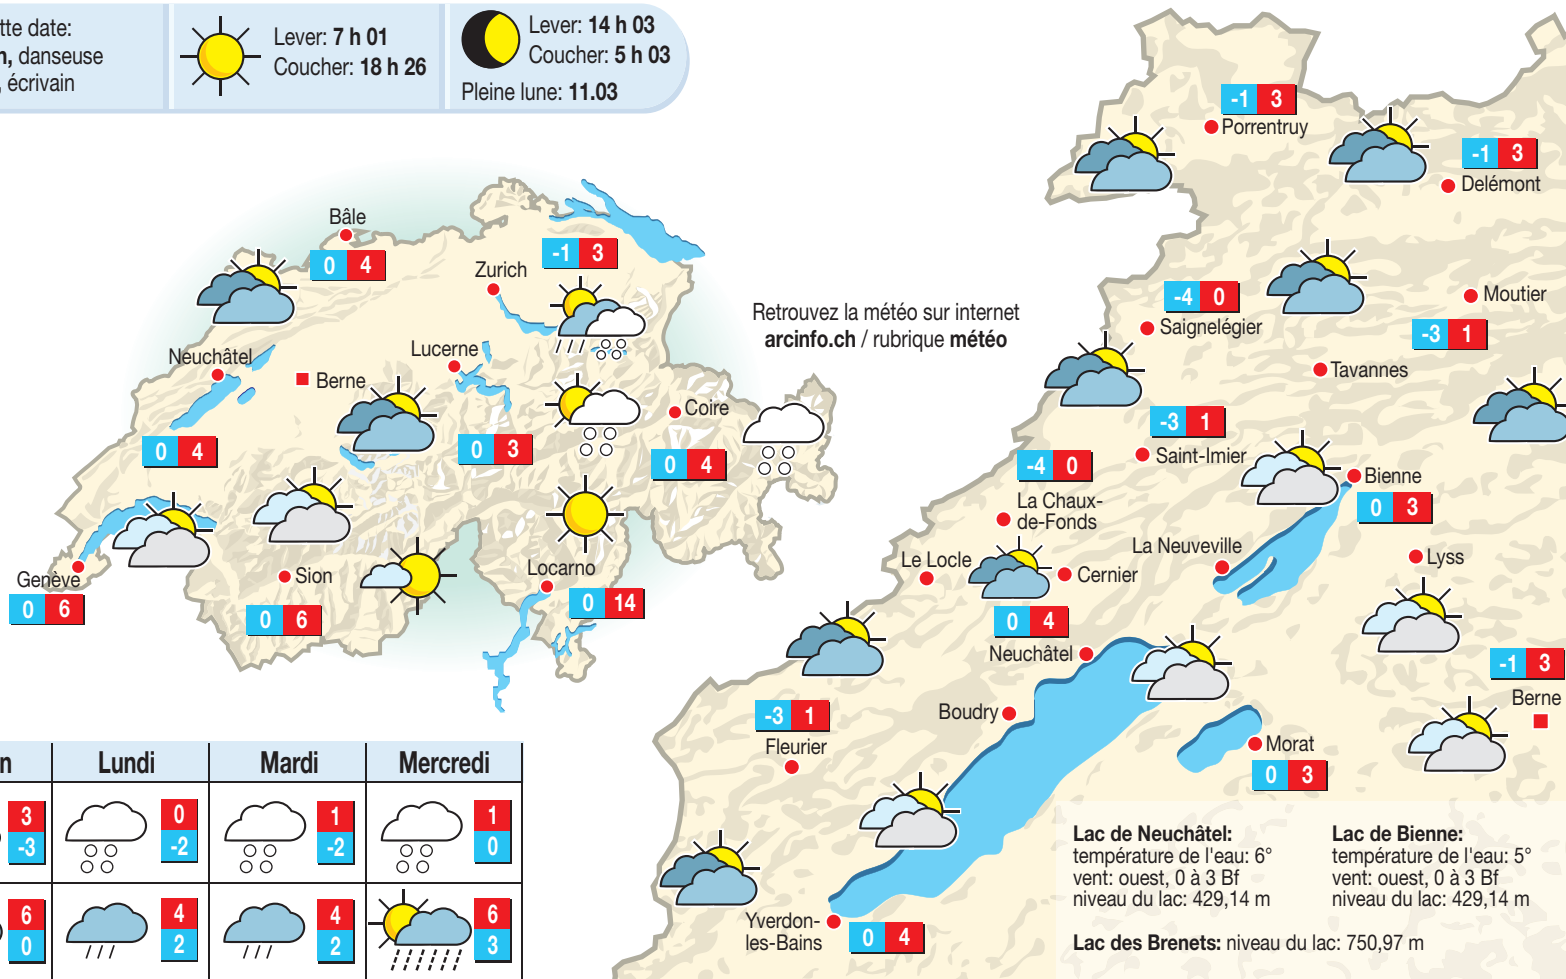 tte date:
n, danseuse
, écrivain
Lever: 7 h 01
Coucher: 18 h 26
Lever: 14 h 03
Coucher: 5 h 03
Pleine lune: 11.03
Bâle
0 4
Zurich
-1 3
Neuchâtel
0 4
Berne
Lucerne
0 3
Coire
0 4
Genève
0 6
Sion
0 6
Locarno
0 14
Retrouvez la météo sur internet
arcinfo.ch / rubrique météo
-1 3
Porrentruy
-1 3
Delémont
-4 0
Saignelégier
Moutier
-3 1
Tavannes
-3 1
Saint-Imier
-4 0
La Chaux-
de-Fonds
Bienne
0 3
Le Locle
Cernier
La Neuveville
Lyss
0 4
Neuchâtel
-1 3
Berne
-3 1
Fleurier
Boudry
Morat
0 3
Yverdon-
les-Bains
0 4
Lac de Neuchâtel:
température de l'eau: 6°
vent: ouest, 0 à 3 Bf
niveau du lac: 429,14 m
Lac de Bienne:
température de l'eau: 5°
vent: ouest, 0 à 3 Bf
niveau du lac: 429,14 m
Lac des Brenets: niveau du lac: 750,97 m
n Lundi Mardi Mercredi
3 0 1 1
-3 -2 -2 0
6 4 4 6
0 2 2 3